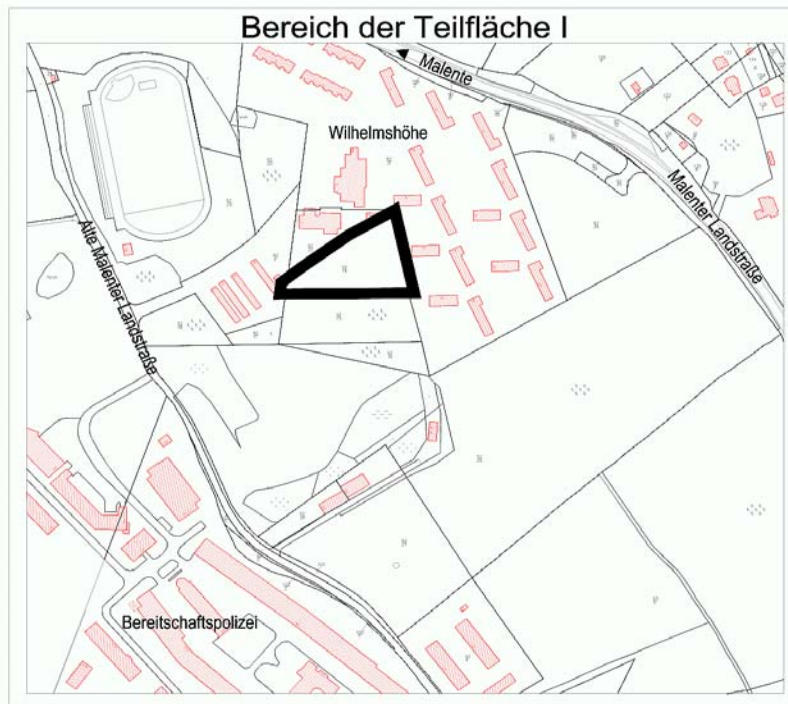 Bereich der Teilfläche I
Malente
Wilhelmshöhe
Malenter Landstraße
Alte Malenter Landstraße
Bereitschaftspolizei